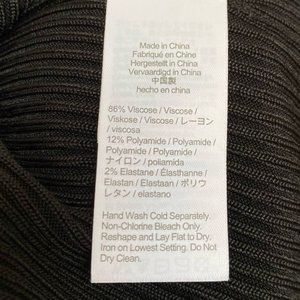 Made in China
Fabriqué en Chine
Hergestellt in China
Vervaardigd in China
中国製
hecho en china
86% Viscose / Viscose /
Viskose / Viscose / レーヨン
/ viscosa
12% Polyamide / Polyamide /
Polyamide / Polyamide /
ナイロン / poliamida
2% Elastane / Élasthanne /
Elastan / Elastaan / ポリウ
レタン / elastano
Hand Wash Cold Separately.
Non-Chlorine Bleach Only.
Reshape and Lay Flat to Dry.
Iron on Lowest Setting. Do Not
Dry Clean.